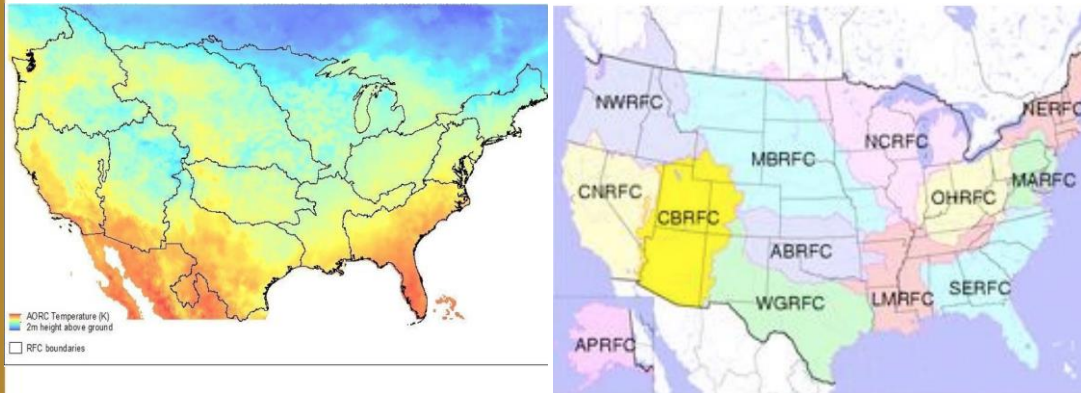 AORC Temperature (K)
2m height above ground
RFC boundaries
NWRFC
NERFC
NCRFC
MBRFC
MARFC
CNRFC
OHRFC
CBRFC
ABRFC
WGRFC
LMRFC
SERFC
APRFC